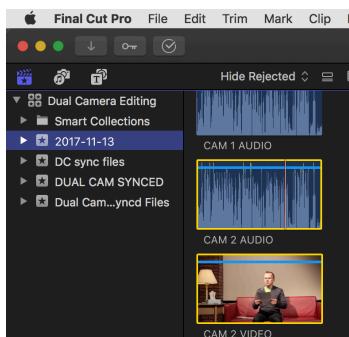 Final Cut Pro File Edit Trim Mark Clip
Hide Rejected
Dual Camera Editing
Smart Collections
2017-11-13
DC sync files
DUAL CAM SYNCED
Dual Cam...yncd Files
CAM 1 AUDIO
CAM 2 AUDIO
CAM 2 VIDEO